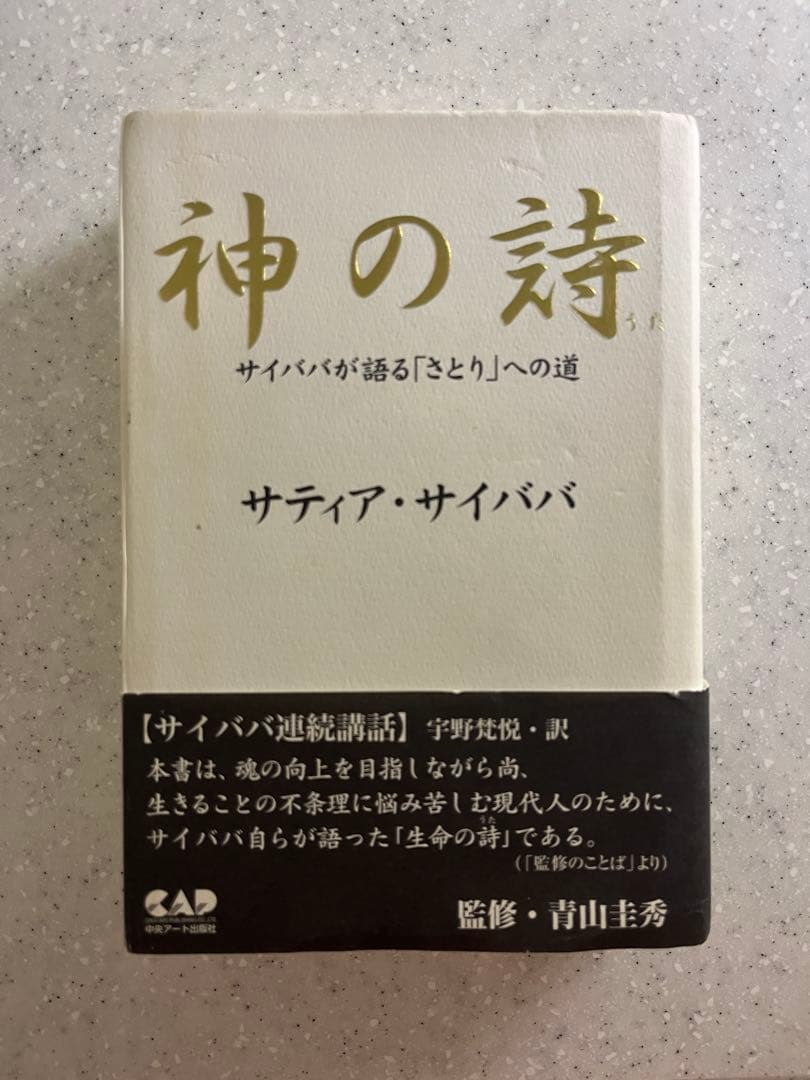 神の詩
うた
サイババが語る「さとり」への道
サティア・サイババ
【サイババ連続講話】 宇野梵悦・訳
本書は、魂の向上を目指しながら尚、
生きることの不条理に悩み苦しむ現代人のために、
うた
サイババ自らが語った「生命の詩」である。
(「監修のことば」より)
CAP
中央アート出版社
監修・青山圭秀